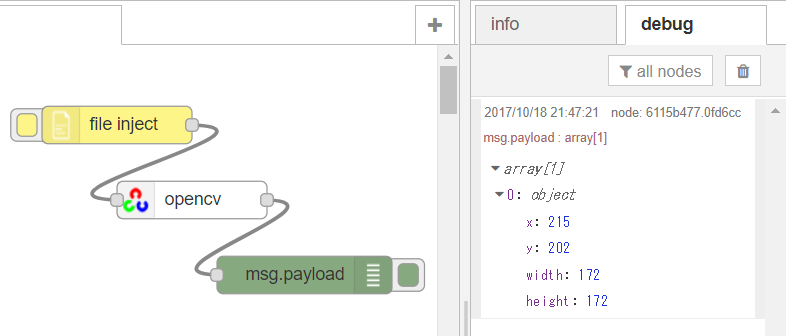 file inject
opencv
msg.payload
+
info
debug
all nodes
2017/10/18 21:47:21 node: 6115b477.0fd6cc
msg.payload : array[1]
array[1]
0: object
x: 215
y: 202
width: 172
height: 172